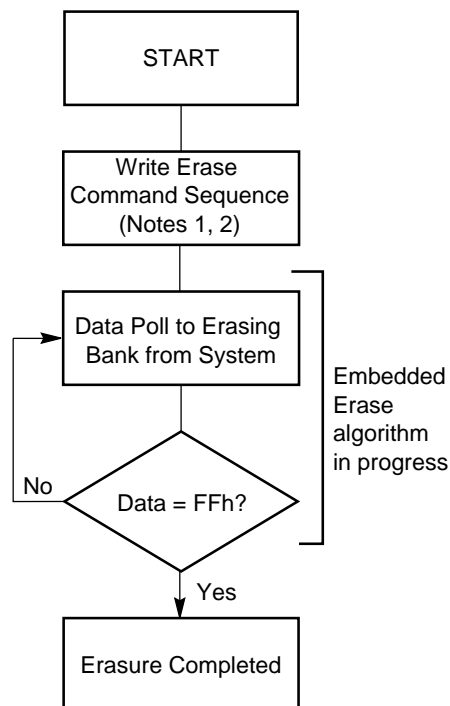 START
Write Erase
Command Sequence
(Notes 1, 2)
Data Poll to Erasing
Bank from System
Embedded
Erase
algorithm
in progress
No
Data = FFh?
Yes
Erasure Completed